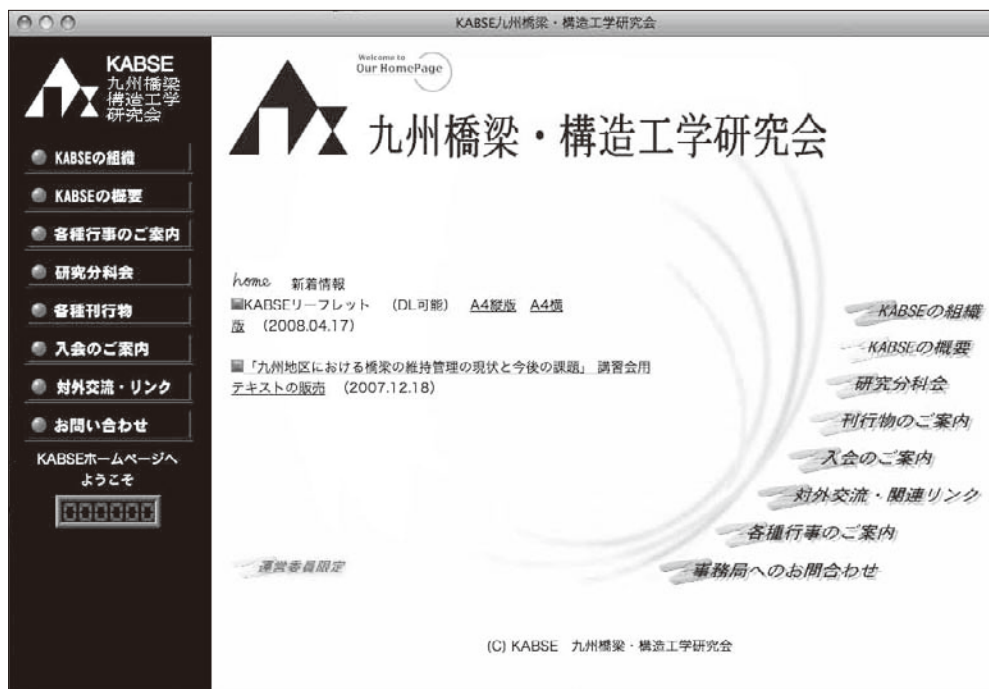 KABSE九州橋梁・構造工学研究会
KABSE
九州橋梁
構造工学
研究会
KABSEの組織
KABSEの概要
各種行事のご案内
研究分科会
各種刊行物
入会のご案内
対外交流・リンク
お問い合わせ
KABSEホームページへ
ようこそ
000000
Welcome to
Our HomePage
九州橋梁・構造工学研究会
home 新着情報
KABSEリーフレット （DL可能） A4縦版 A4横
版 （2008.04.17）
「九州地区における橋梁の維持管理の現状と今後の課題」 講習会用
テキストの販売 （2007.12.18）
KABSEの組織
KABSEの概要
研究分科会
刊行物のご案内
入会のご案内
対外交流・関連リンク
各種行事のご案内
事務局へのお問合わせ
運営委員限定
(C) KABSE 九州橋梁・構造工学研究会